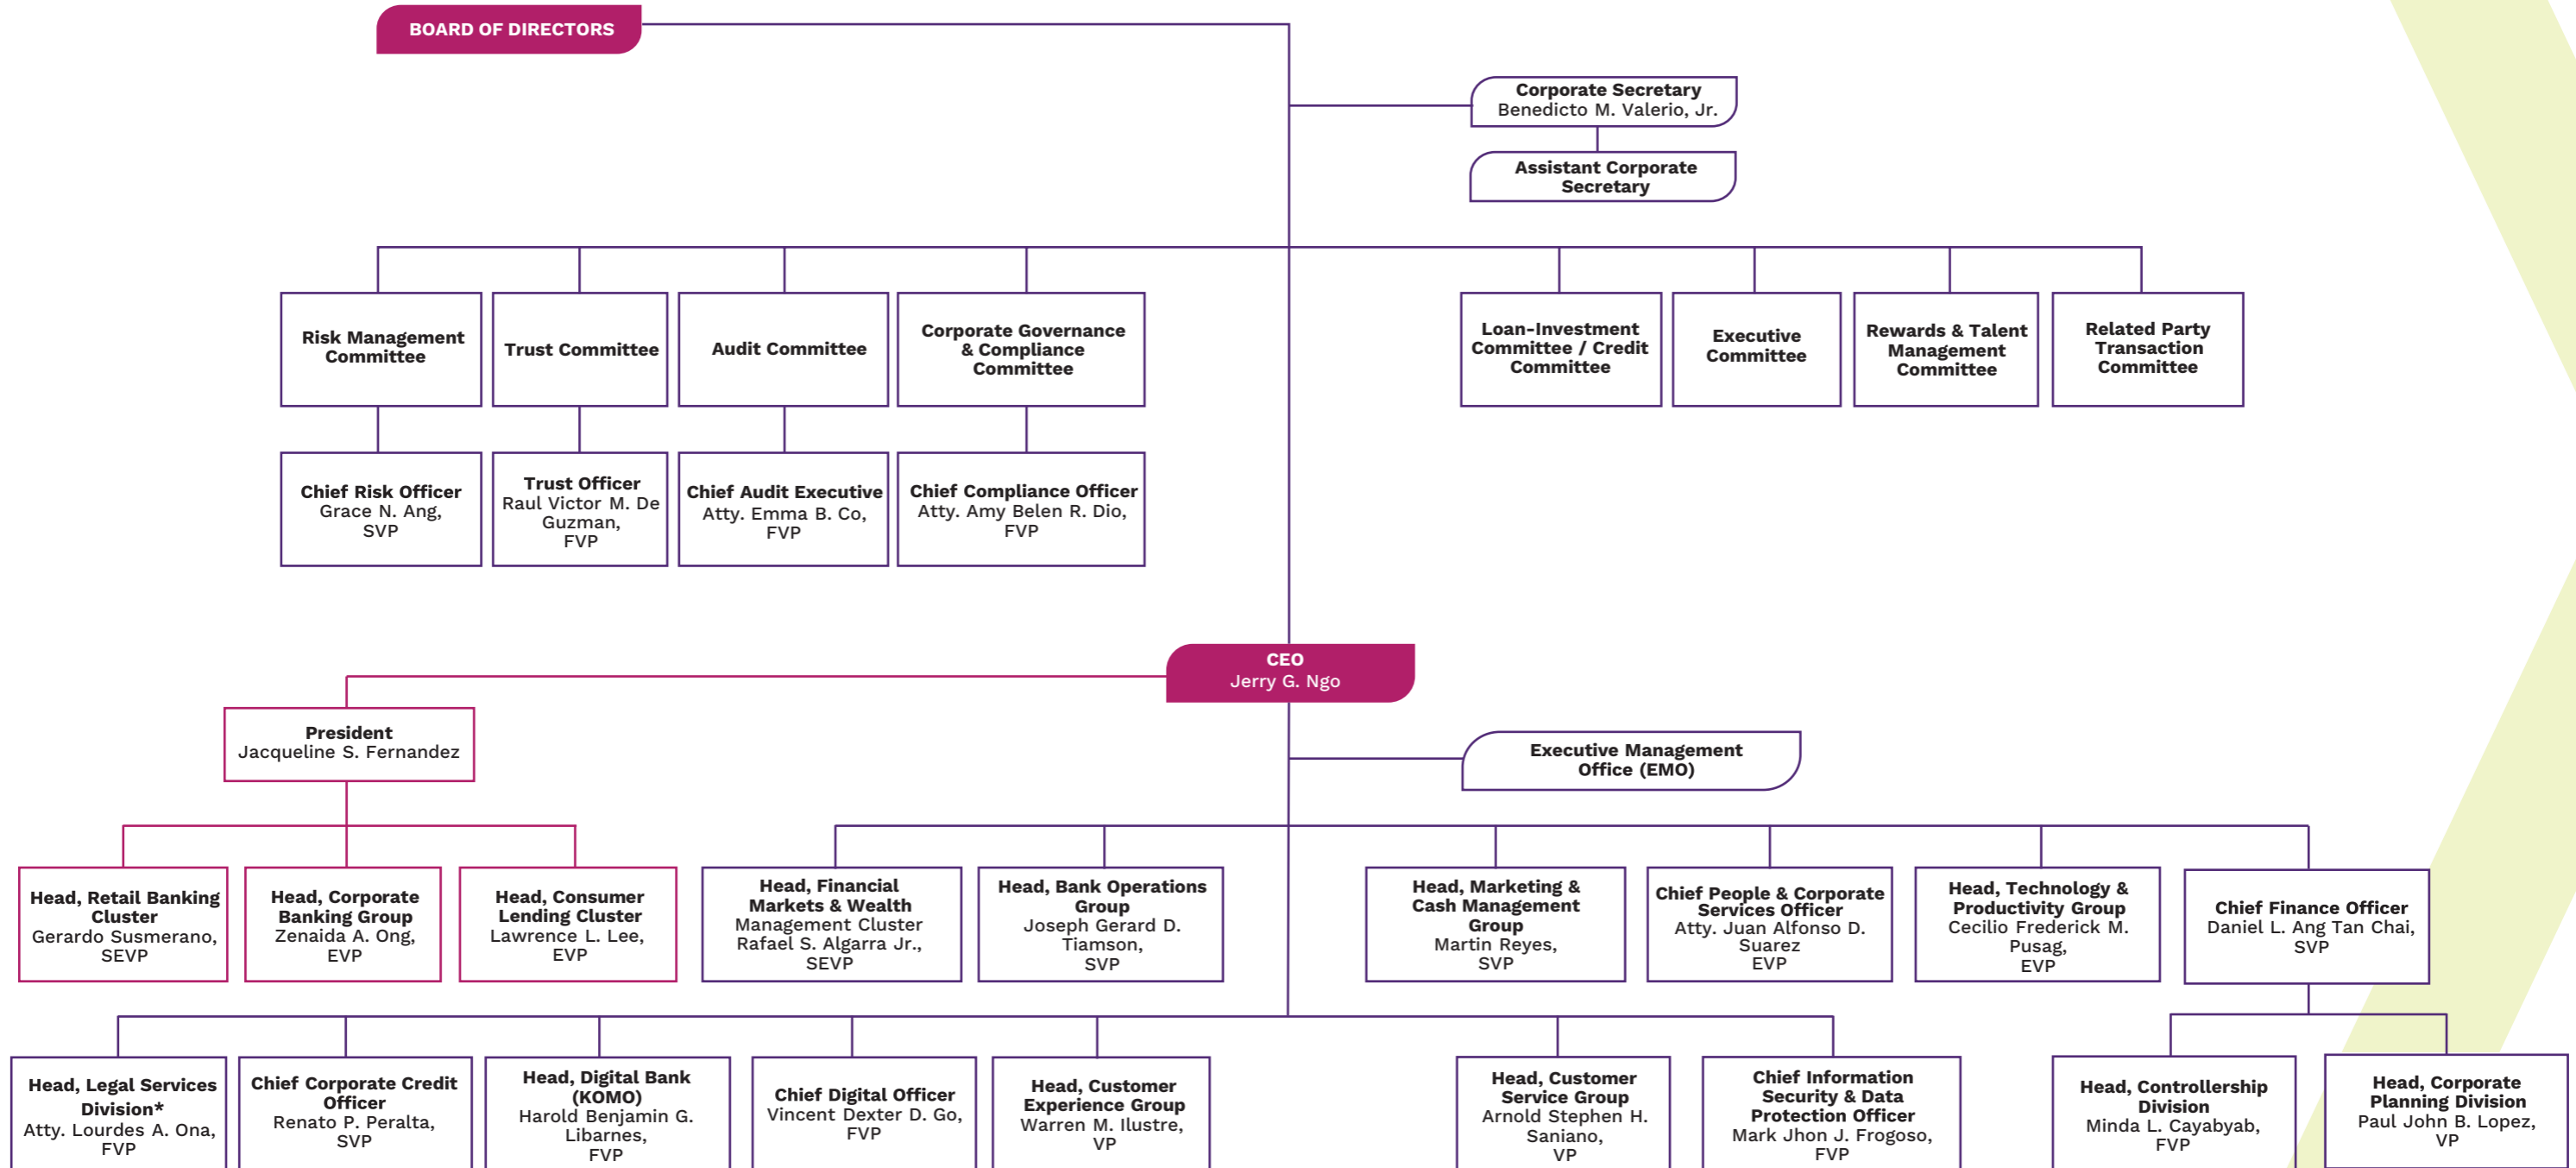 BOARD OF DIRECTORS
Corporate Secretary
Benedicto M. Valerio, Jr.
Assistant Corporate
Secretary
Risk Management
Committee
Trust Committee
Audit Committee
Corporate Governance
& Compliance
Committee
Loan-Investment
Committee / Credit
Committee
Executive
Committee
Rewards & Talent
Management
Committee
Related Party
Transaction
Committee
Chief Risk Officer
Grace N. Ang,
SVP
Trust Officer
Raul Victor M. De
Guzman,
FVP
Chief Audit Executive
Atty. Emma B. Co,
FVP
Chief Compliance Officer
Atty. Amy Belen R. Dio,
FVP
CEO
Jerry G. Ngo
President
Jacqueline S. Fernandez
Executive Management
Office (EMO)
Head, Retail Banking
Cluster
Gerardo Susmerano,
SEVP
Head, Corporate
Banking Group
Zenaida A. Ong,
EVP
Head, Consumer
Lending Cluster
Lawrence L. Lee,
EVP
Head, Financial
Markets & Wealth
Management Cluster
Rafael S. Algarra Jr.,
SEVP
Head, Bank Operations
Group
Joseph Gerard D.
Tiamson,
SVP
Head, Marketing &
Cash Management
Group
Martin Reyes,
SVP
Chief People & Corporate
Services Officer
Atty. Juan Alfonso D.
Suarez
EVP
Head, Technology &
Productivity Group
Cecilio Frederick M.
Pusag,
EVP
Chief Finance Officer
Daniel L. Ang Tan Chai,
SVP
Head, Legal Services
Division*
Atty. Lourdes A. Ona,
FVP
Chief Corporate Credit
Officer
Renato P. Peralta,
SVP
Head, Digital Bank
(KOMO)
Harold Benjamin G.
Libarnes,
FVP
Chief Digital Officer
Vincent Dexter D. Go,
FVP
Head, Customer
Experience Group
Warren M. Ilustre,
VP
Head, Customer
Service Group
Arnold Stephen H.
Saniano,
VP
Chief Information
Security & Data
Protection Officer
Mark Jhon J. Frogoso,
FVP
Head, Controllership
Division
Minda L. Cayabyab,
FVP
Head, Corporate
Planning Division
Paul John B. Lopez,
VP